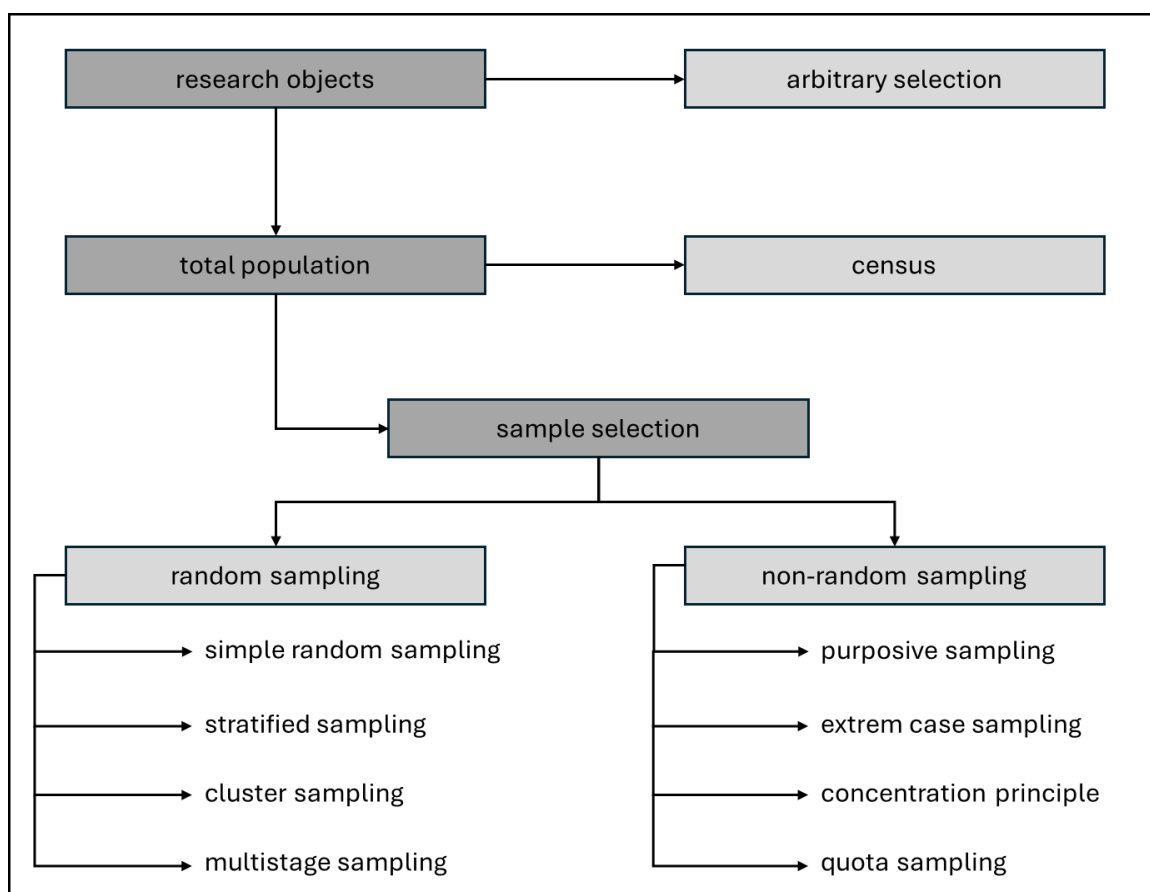 research objects
arbitrary selection
total population
census
sample selection
random sampling
non-random sampling
simple random sampling
purposive sampling
stratified sampling
extrem case sampling
cluster sampling
concentration principle
multistage sampling
quota sampling